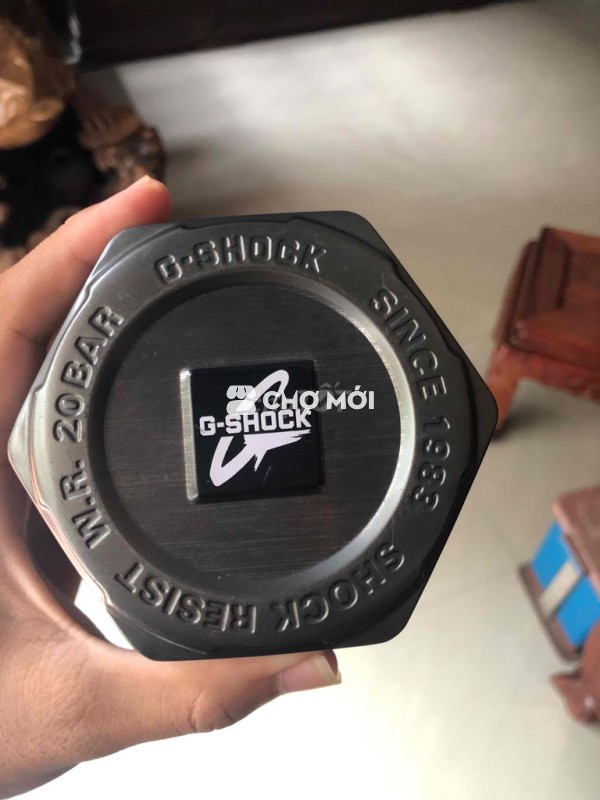 G-SHOCK
SINCE 1983
SHOCK RESIST
W.R. 20BAR
G-SHOCK
CHỢ MỚI